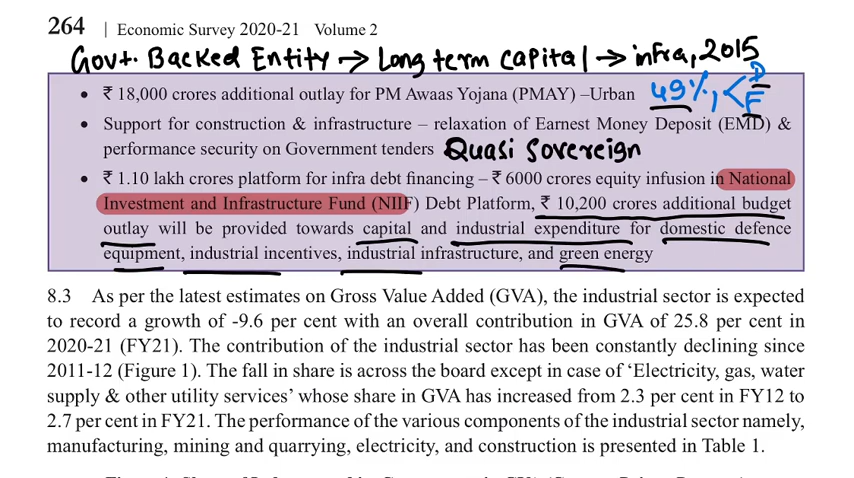 264 | Economic Survey 2020-21 Volume 2
Govt. Backed Entity → Long term capital → infra, 2015
• ₹ 18,000 crores additional outlay for PM Awaas Yojana (PMAY) –Urban 49%, < D F
• Support for construction & infrastructure – relaxation of Earnest Money Deposit (EMD) &
performance security on Government tenders Quasi Sovereign
• ₹ 1.10 lakh crores platform for infra debt financing – ₹ 6000 crores equity infusion in National
Investment and Infrastructure Fund (NIIF) Debt Platform, ₹ 10,200 crores additional budget
outlay will be provided towards capital and industrial expenditure for domestic defence
equipment, industrial incentives, industrial infrastructure, and green energy
8.3 As per the latest estimates on Gross Value Added (GVA), the industrial sector is expected
to record a growth of -9.6 per cent with an overall contribution in GVA of 25.8 per cent in
2020-21 (FY21). The contribution of the industrial sector has been constantly declining since
2011-12 (Figure 1). The fall in share is across the board except in case of ‘Electricity, gas, water
supply & other utility services’ whose share in GVA has increased from 2.3 per cent in FY12 to
2.7 per cent in FY21. The performance of the various components of the industrial sector namely,
manufacturing, mining and quarrying, electricity, and construction is presented in Table 1.